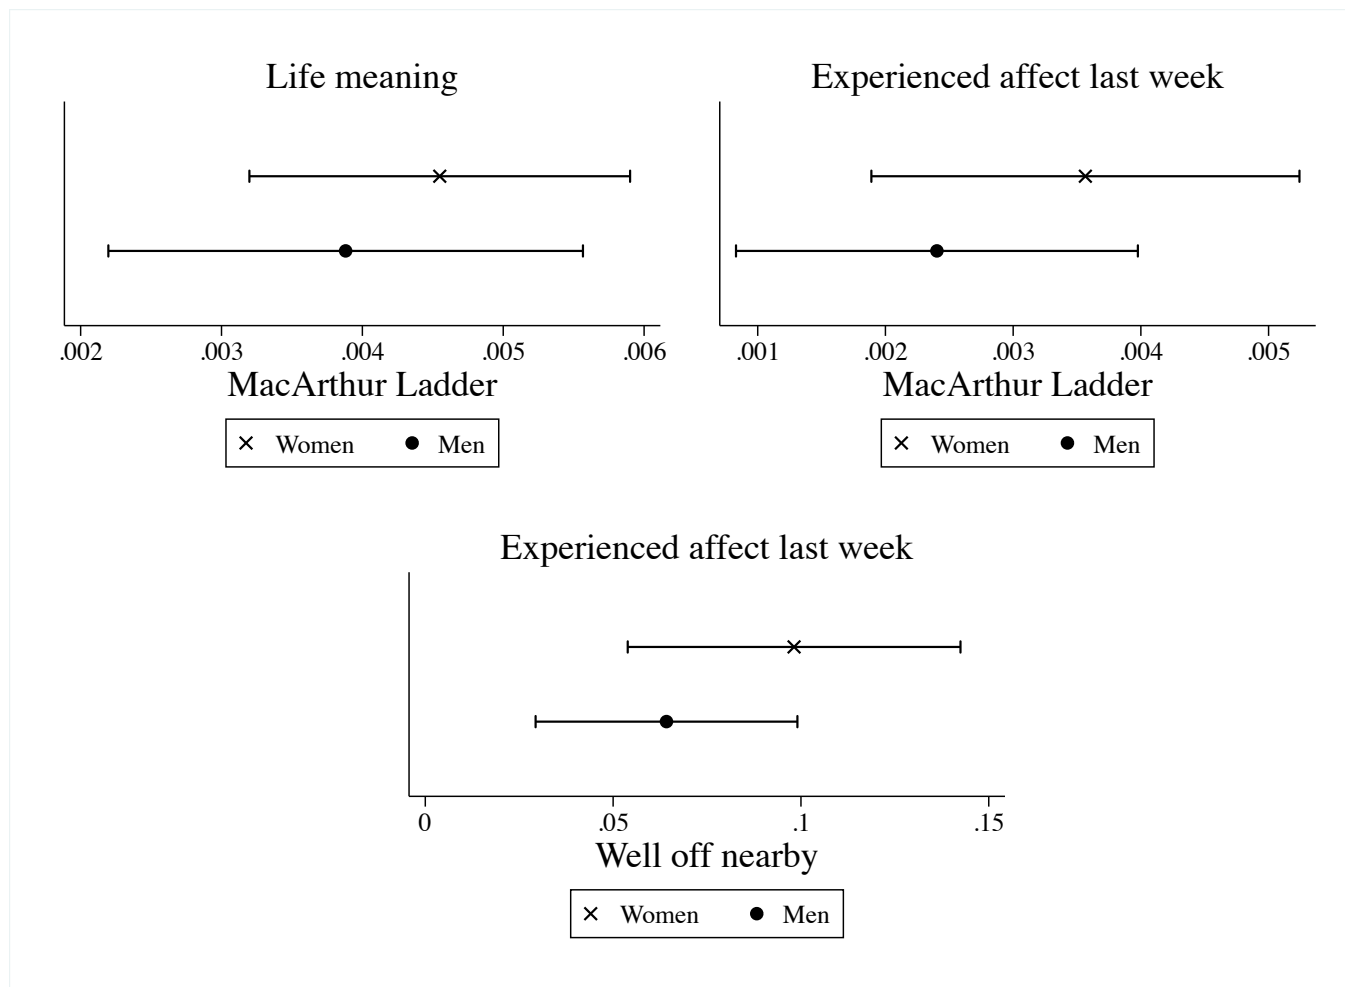 Life meaning
.002 .003 .004 .005 .006
MacArthur Ladder
Women Men
Experienced affect last week
.001 .002 .003 .004 .005
MacArthur Ladder
Women Men
Experienced affect last week
0 .05 .1 .15
Well off nearby
Women Men